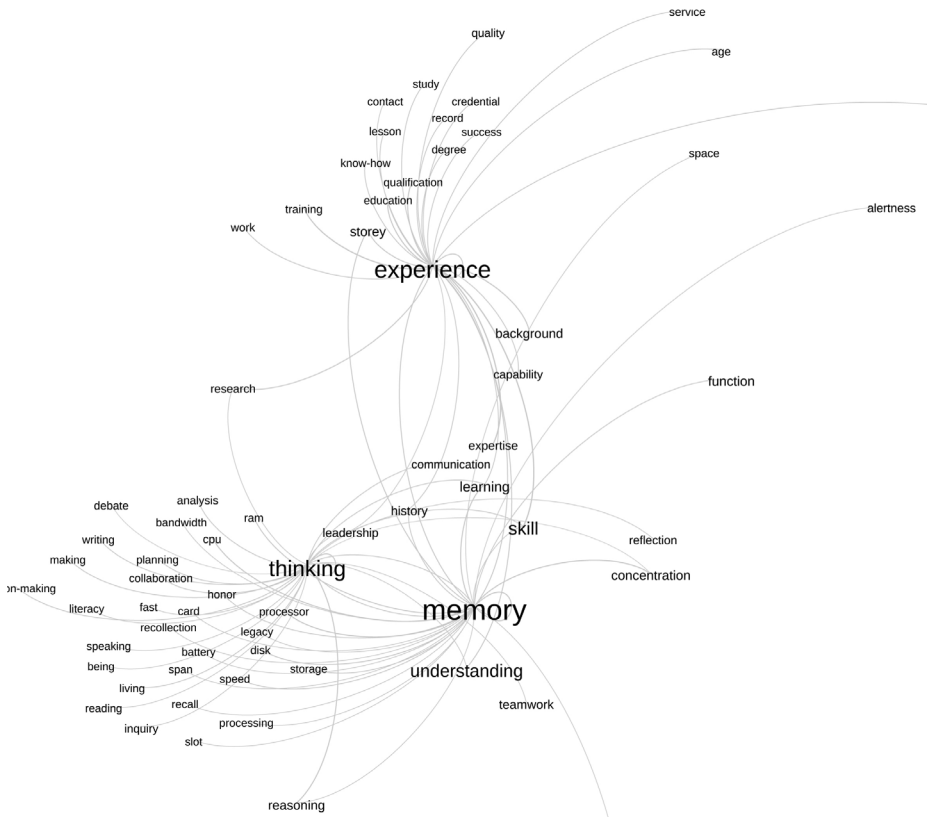 service
quality
age
study
contact
credential
record
lesson
success
degree
space
know-how
qualification
education
alertness
training
work
storey
experience
background
capability
function
research
expertise
communication
learning
analysis
debate
history
ram
bandwidth
skill
leadership
writing
cpu
reflection
making
planning
thinking
concentration
collaboration
on-making
honor
literacy
fast
card
processor
memory
recollection
legacy
speaking
battery
disk
being
span
storage
understanding
speed
living
recall
teamwork
reading
processing
inquiry
slot
reasoning